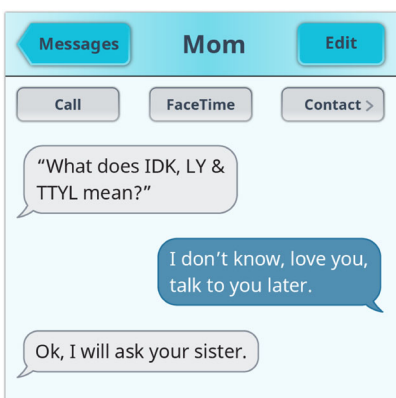 Messages Mom Edit
Call FaceTime Contact >
“What does IDK, LY &
TTYL mean?”
I don’t know, love you,
talk to you later.
Ok, I will ask your sister.